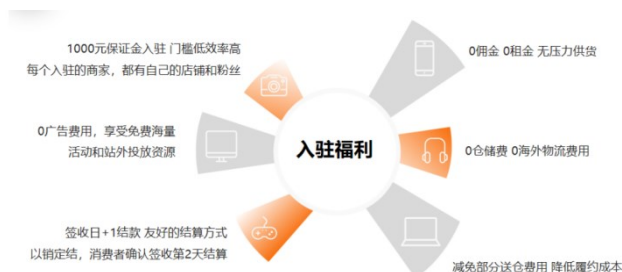 1000元保证金入驻 门槛低效率高
每个入驻的商家，都有自己的店铺和粉丝
0佣金 0租金 无压力供货
0广告费用，享受免费海量
活动和站外投放资源
入驻福利
0仓储费 0海外物流费用
签收日+1结款 友好的结算方式
以销定结，消费者确认签收第2天结算
减免部分送仓费用 降低履约成本